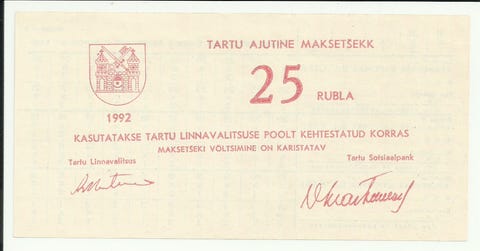 TARTU AJUTINE MAKSETŠEKK
25 RUBLA
1992
KASUTATAKSE TARTU LINNAVALITSUSE POOLT KEHTESTATUD KORRAS
MAKSETŠEKI VÕLTSIMINE ON KARISTATAV
Tartu Linnavalitsus
Tartu Sotsiaalpank